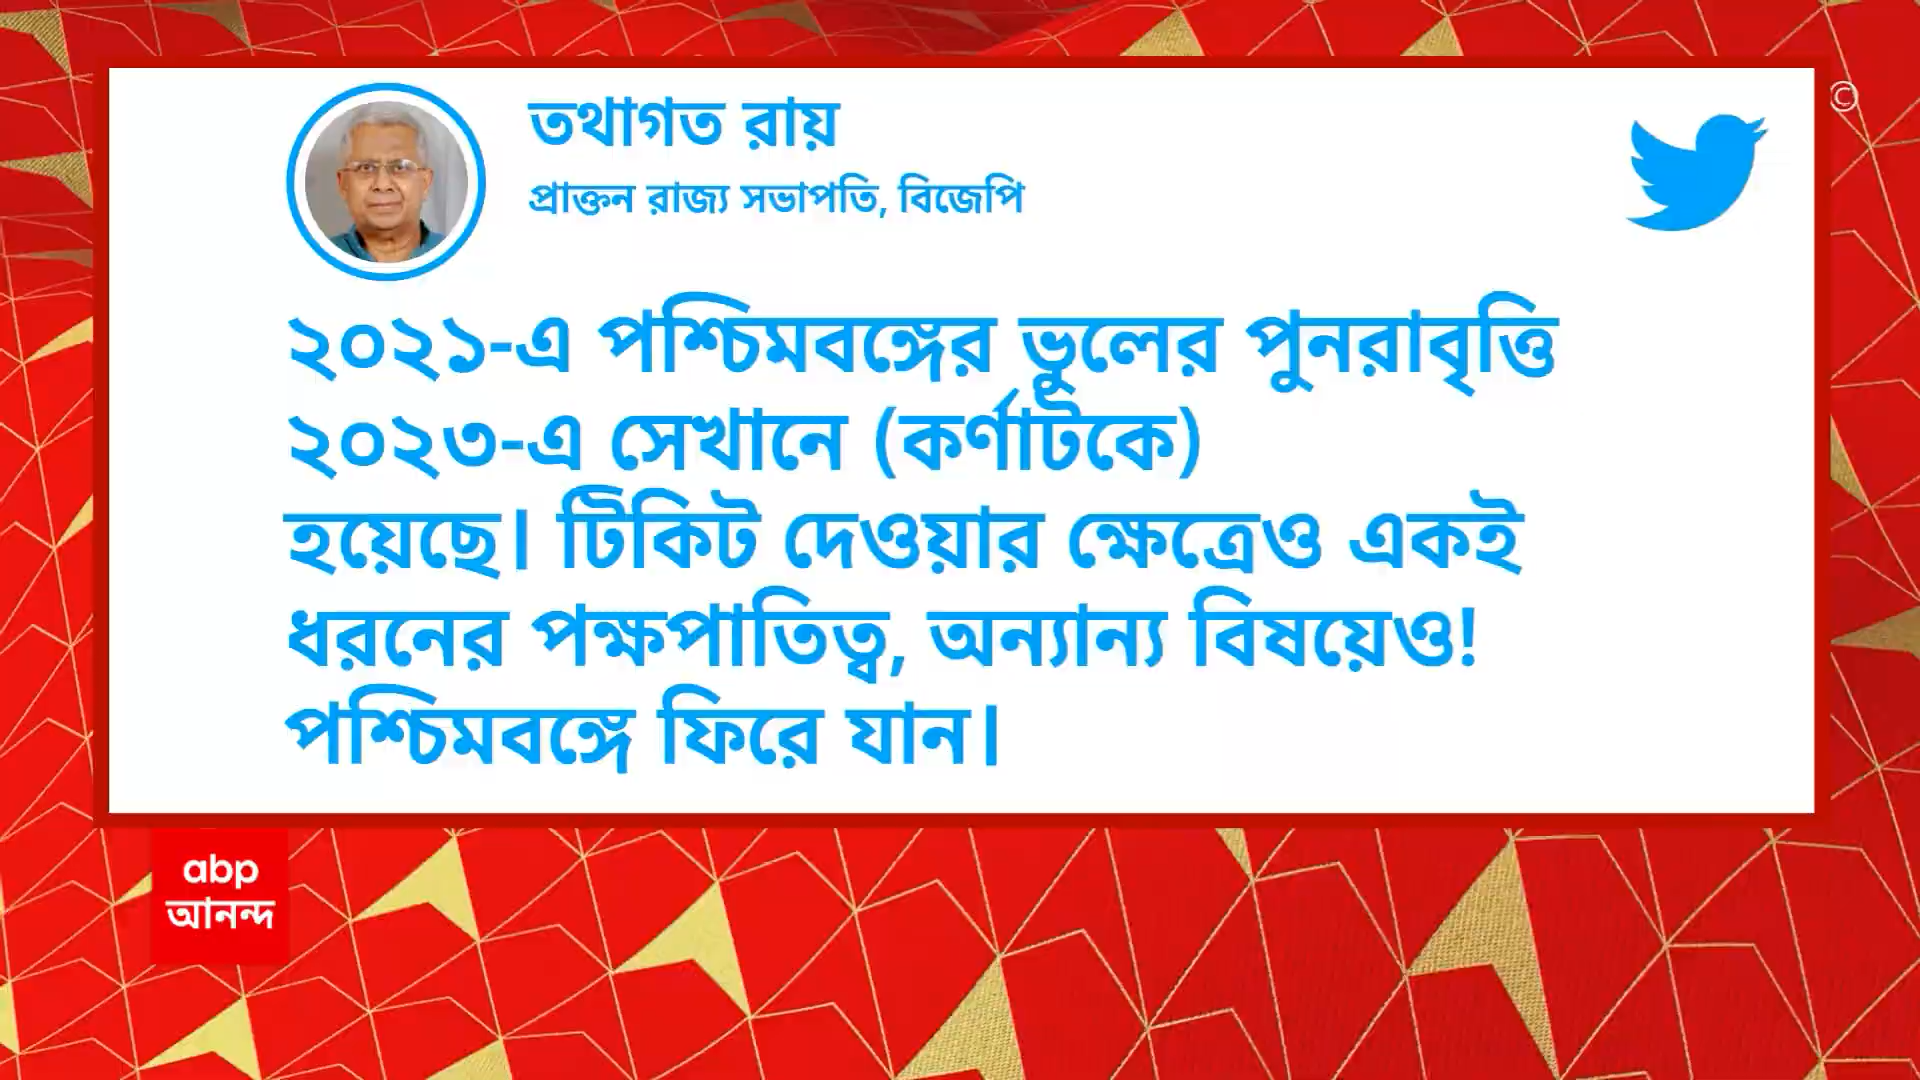 তথাগত রায়
প্রাক্তন রাজ্য সভাপতি, বিজেপি
©
২০২১-এ পশ্চিমবঙ্গের ভুলের পুনরাবৃত্তি
২০২৩-এ সেখানে (কর্ণাটকে)
হয়েছে। টিকিট দেওয়ার ক্ষেত্রেও একই
ধরনের পক্ষপাতিত্ব, অন্যান্য বিষয়েও!
পশ্চিমবঙ্গে ফিরে যান।
abp
আনন্দ